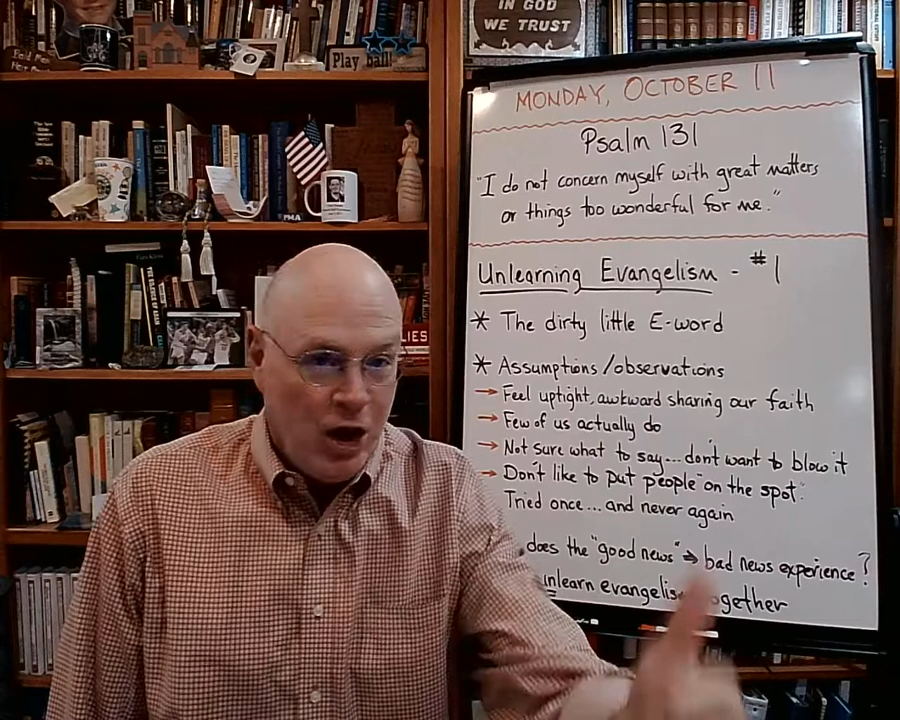 IN GOD
WE TRUST
Play ball!
MONDAY, OCTOBER 11
Psalm 131
"I do not concern myself with great matters
or things too wonderful for me."
Unlearning Evangelism - #1
* The dirty little E-word
* Assumptions/observations
→ Feel uptight, awkward sharing our faith
→ Few of us actually do
→ Not sure what to say...don't want to blow it
→ Don't like to put "people on the spot."
Tried once... and never again
does the "good news" → bad news experience?
unlearn
PMA
LIES